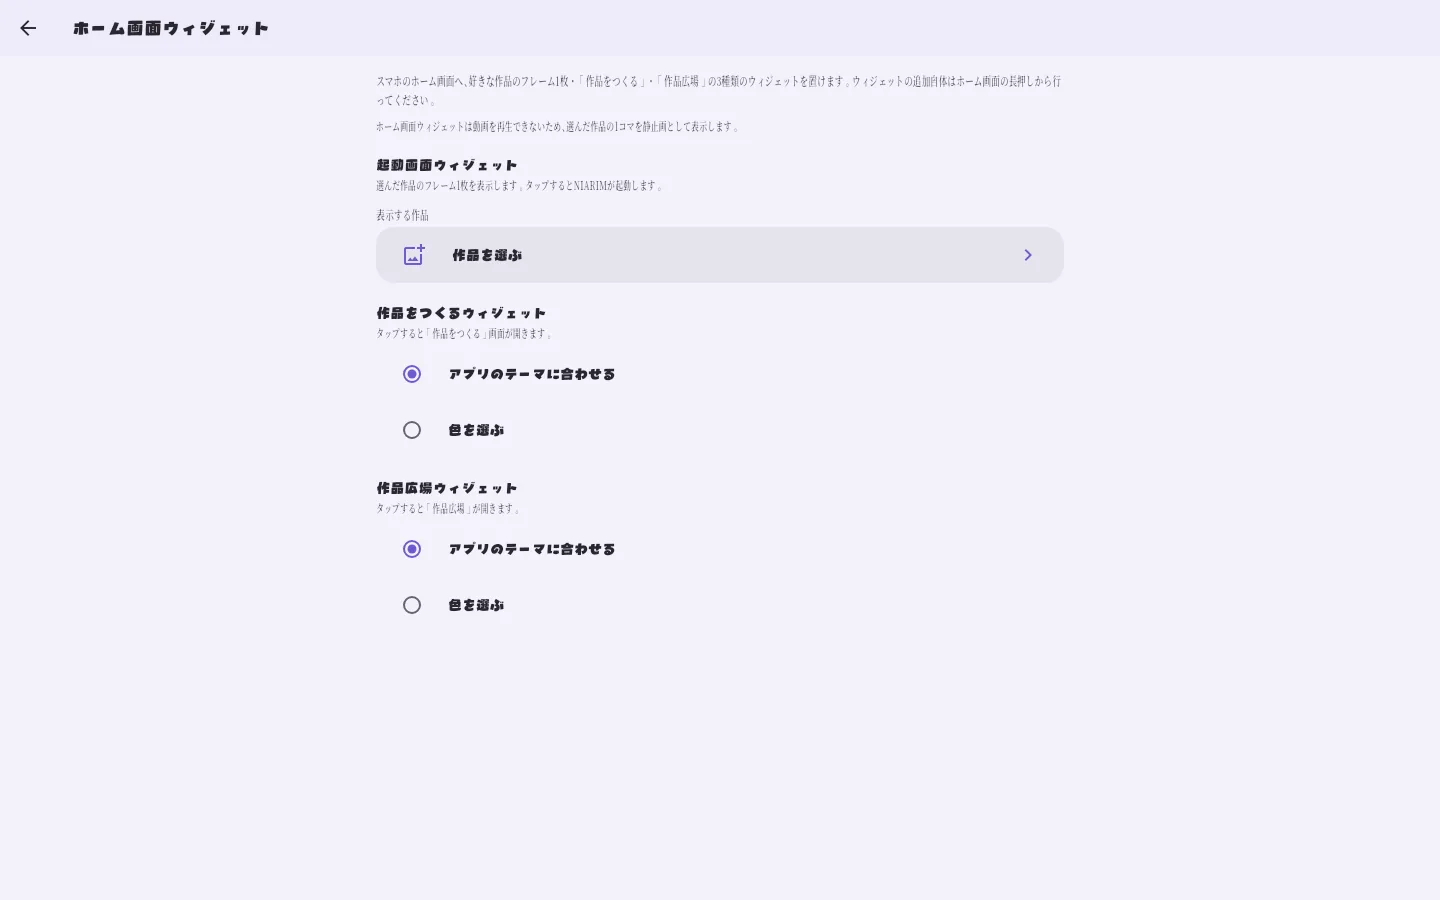 ホーム画面ウィジェット
スマホのホーム画面へ、好きな作品のフレーム1枚・「作品をつくる」・「作品広場」の3種類のウィジェットを置けます。ウィジェットの追加自体はホーム画面の長押しから行
ってください。
ホーム画面ウィジェットは動画を再生できないため、選んだ作品の1コマを静止画として表示します。
起動画面ウィジェット
選んだ作品のフレーム1枚を表示します。タップするとNIARIMが起動します。
表示する作品
作品を選ぶ
作品をつくるウィジェット
タップすると「作品をつくる」画面が開きます。
アプリのテーマに合わせる
色を選ぶ
作品広場ウィジェット
タップすると「作品広場」が開きます。
アプリのテーマに合わせる
色を選ぶ